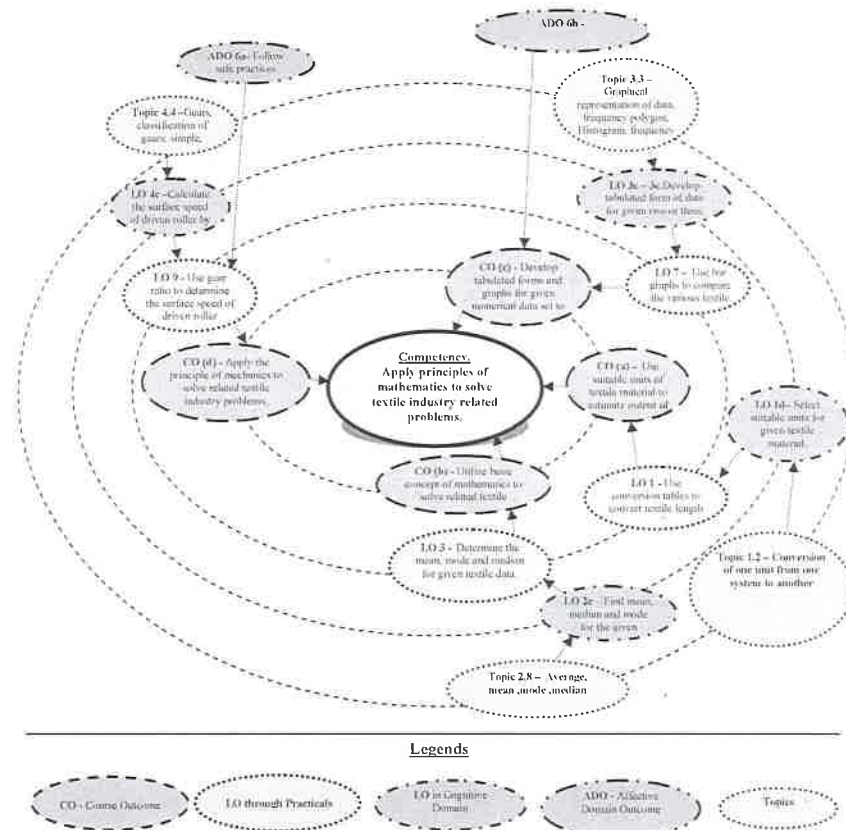 ADO 6b -
ADO 6a- Follow
safe practices
Topic 3.3 –
Graphical
representation of data,
frequency polygon,
Histogram, frequency
Topic 4.4 –Gears,
classification of
gears, simple,
LO 4c –Calculate
the surface speed
of driven roller by
LO 3c – 3c.Develop
tabulated form of data
for given two or three
LO 9 - Use gear
ratio to determine
the surface speed of
driven roller
CO (c) - Develop
tabulated forms and
graphs for given
numerical data set to
LO 7 – Use bar
graphs to compare
the various textile
CO (d) - Apply the
principle of mechanics to
solve related textile
industry problems.
Competency.
Apply principles of
mathematics to solve
textile industry related
problems.
CO (a) – Use
suitable units of
textile material to
estimate output of
LO 1d– Select
suitable units for
given textile
material.
CO (b) - Utilize basic
concept of mathematics to
solve related textile
LO 1 - Use
conversion tables to
convert textile length
LO 3 - Determine the
mean, mode and median
for given textile data.
Topic 1.2 – Conversion
of one unit from one
system to another
LO 2e – Find mean,
median and mode
for the given
Topic 2.8 – Average,
mean ,mode ,median
Legends
CO - Course Outcome
LO through Practicals
LO in Cognitive
Domain
ADO - Affective
Domain Outcome
Topics